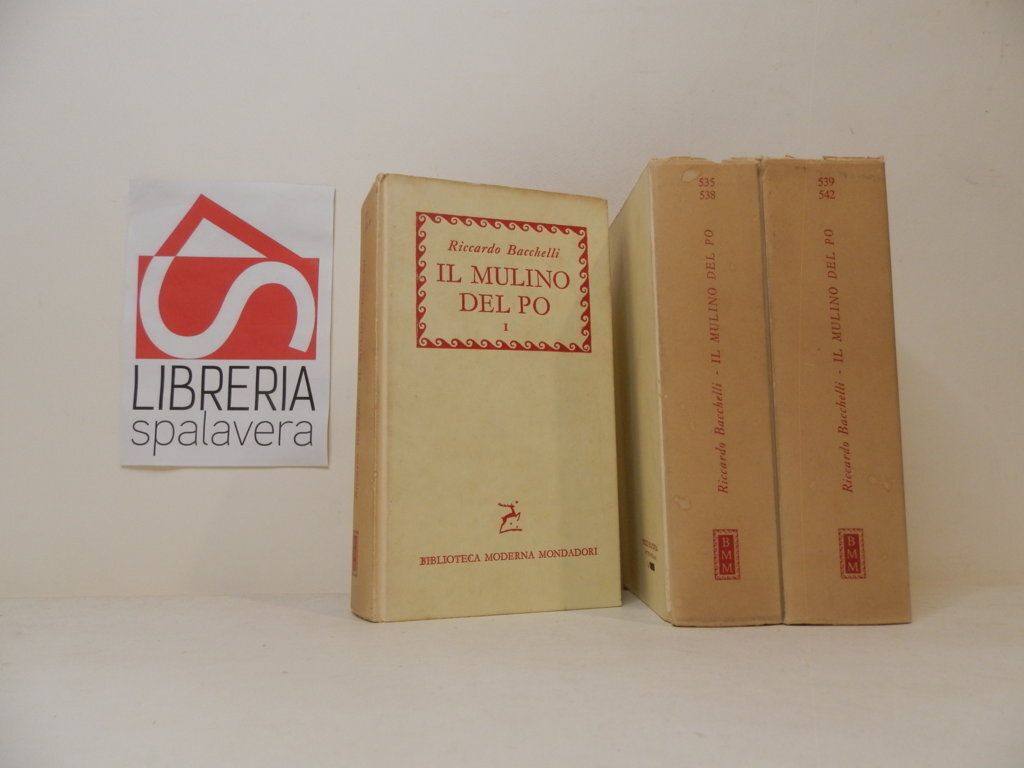 LIBRERIA
spalavera
Riccardo Bacchelli
IL MULINO
DEL PO
I
BIBLIOTECA MODERNA MONDADORI
535
538
Riccardo Bacchelli - IL MULINO DEL PO
BMM
539
542
Riccardo Bacchelli - IL MULINO DEL PO
BMM